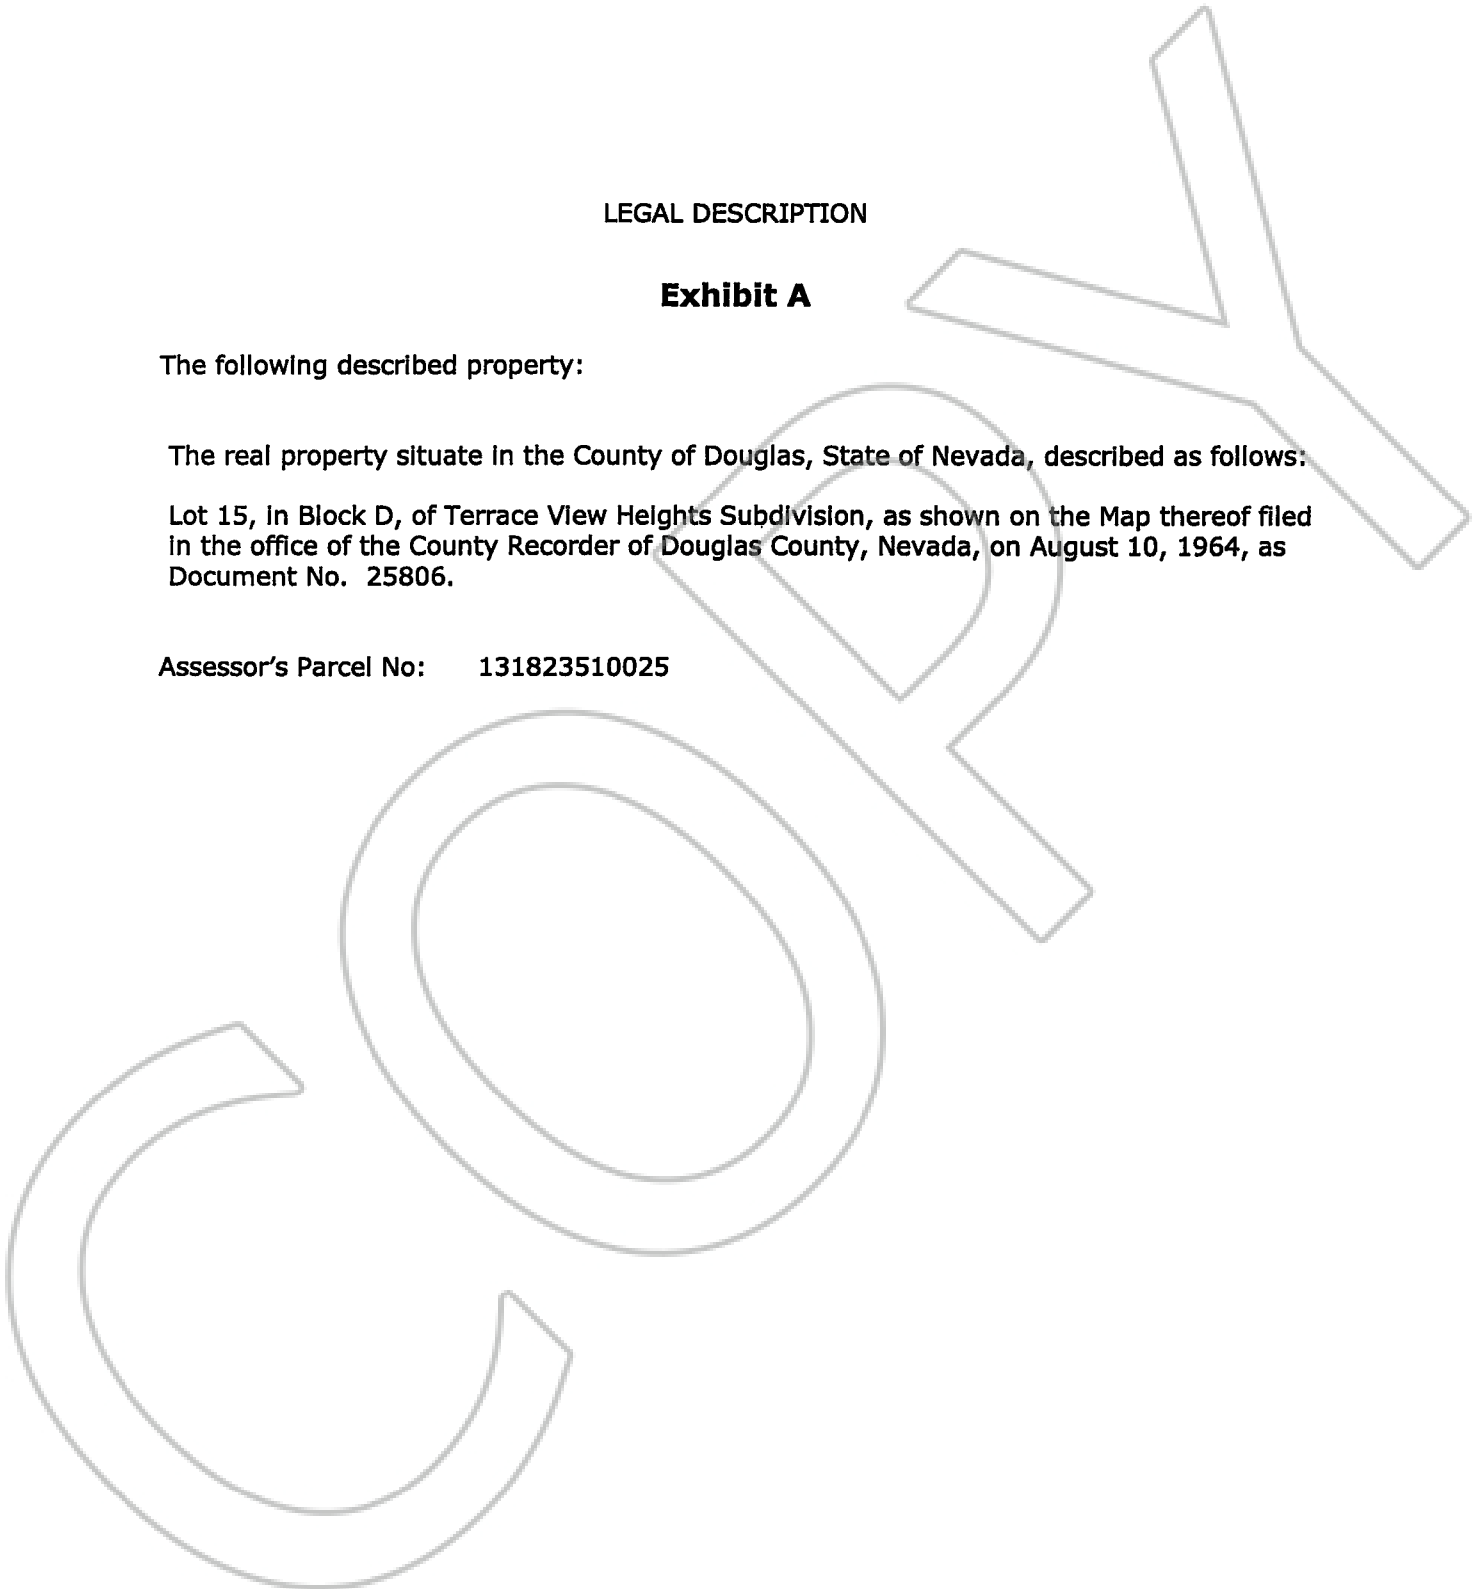 LEGAL DESCRIPTION
Exhibit A
The following described property:
The real property situate in the County of Douglas, State of Nevada, described as follows:
Lot 15, in Block D, of Terrace View Heights Subdivision, as shown on the Map thereof filed
in the office of the County Recorder of Douglas County, Nevada, on August 10, 1964, as
Document No. 25806.
Assessor's Parcel No: 131823510025
COPY